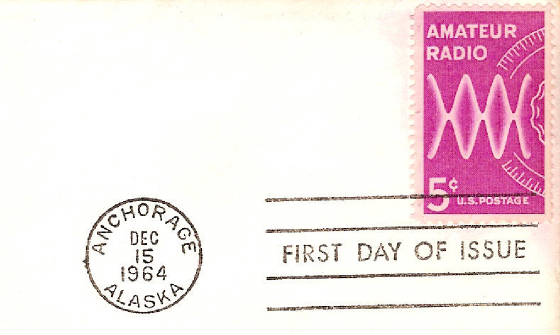 AMATEUR
RADIO
5¢ U.S. POSTAGE
ANCHORAGE
DEC
15
1964
ALASKA
FIRST DAY OF ISSUE